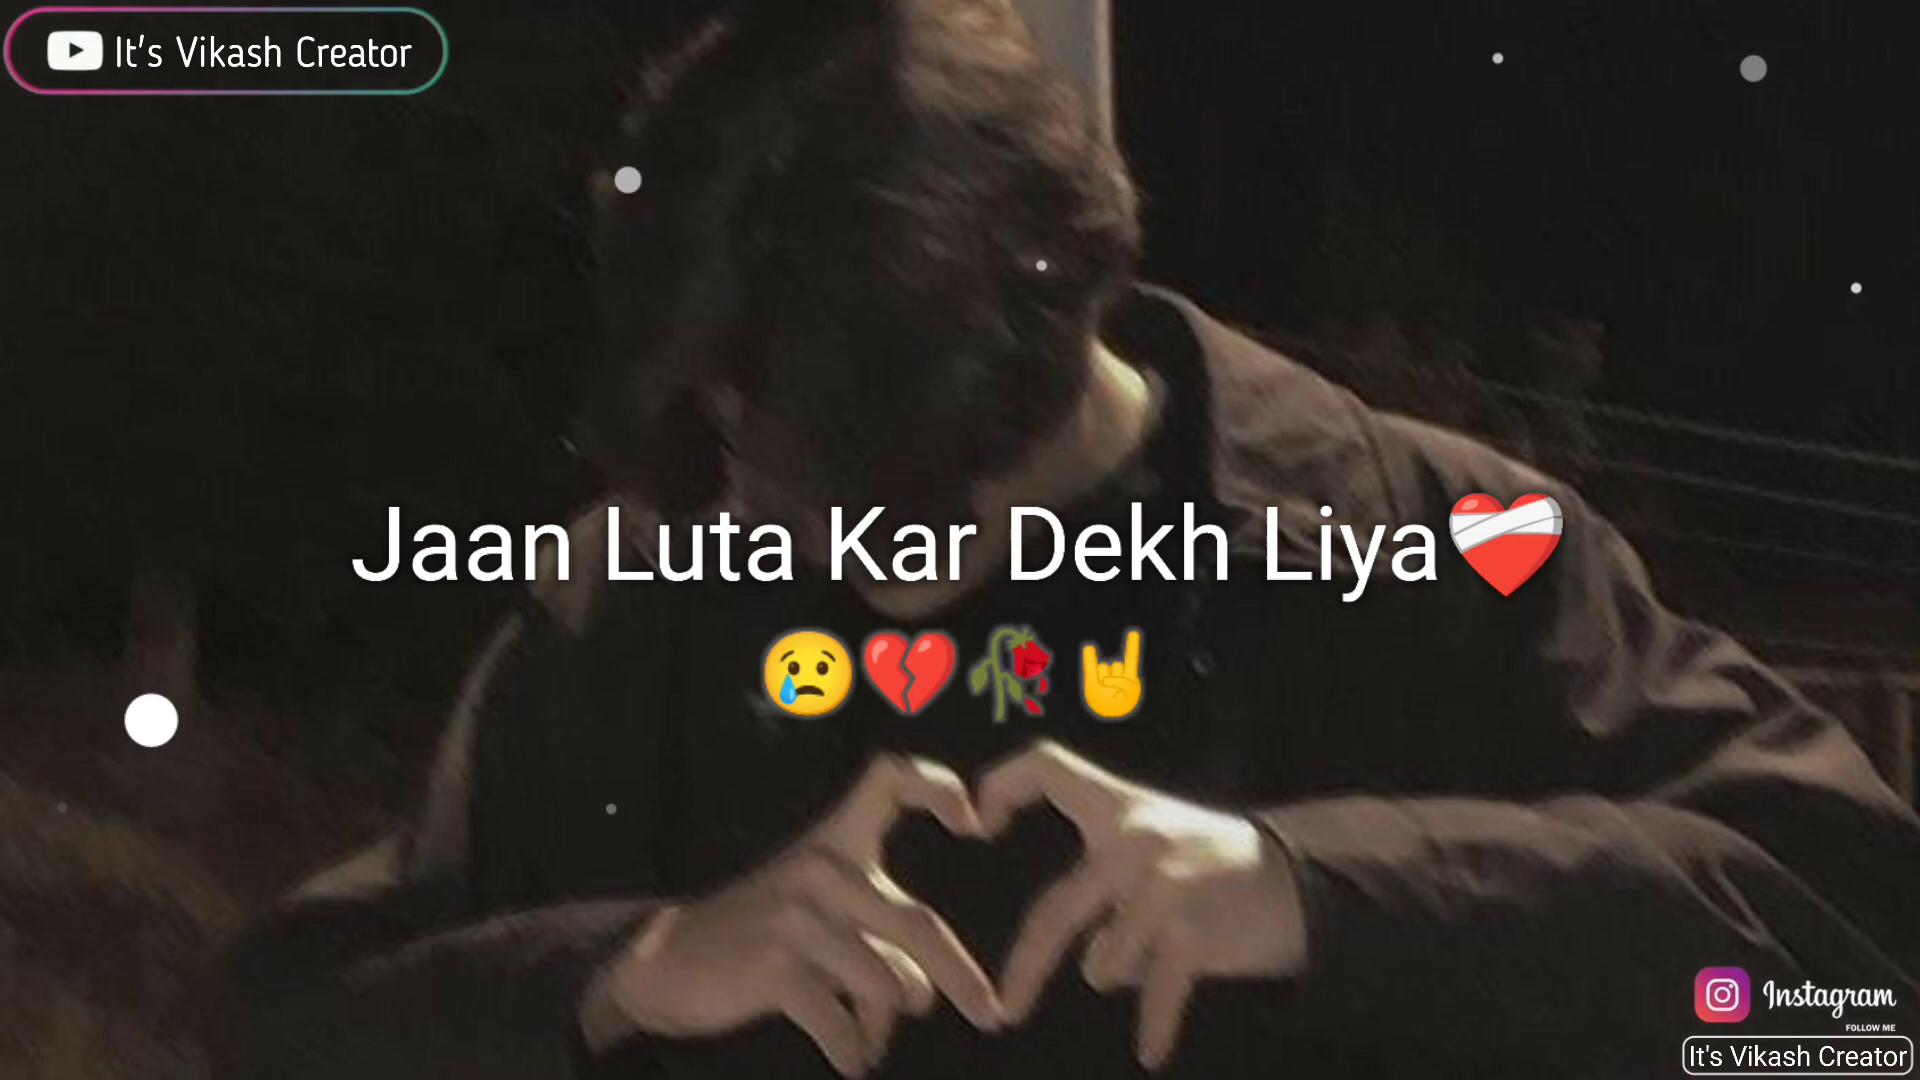 It's Vikash Creator
Jaan Luta Kar Dekh Liya❤️‍🩹
😢💔🥀🤘
Instagram
FOLLOW ME
It's Vikash Creator